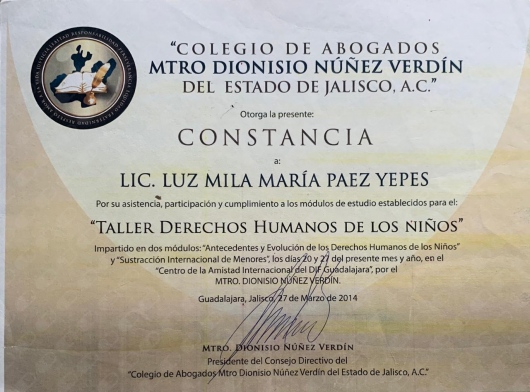 "COLEGIO DE ABOGADOS
MTRO DIONISIO NÚÑEZ VERDÍN
DEL ESTADO DE JALISCO, A.C."
Otorga la presente:
CONSTANCIA
a:
LIC. LUZ MILA MARÍA PAEZ YEPES
Por su asistencia, participación y cumplimiento a los módulos de estudio establecidos para el:
"TALLER DERECHOS HUMANOS DE LOS NIÑOS"
Impartido en dos módulos: "Antecedentes y Evolución de los Derechos Humanos de los Niños"
y "Sustracción Internacional de Menores", los días 20 y 27 del presente mes y año, en el
"Centro de la Amistad Internacional del DIF Guadalajara", por el
MTRO. DIONISIO NÚÑEZ VERDÍN.
Guadalajara, Jalisco, 27 de Marzo de 2014
MTRO. DIONISIO NÚÑEZ VERDÍN
Presidente del Consejo Directivo del
"Colegio de Abogados Mtro Dionisio Núñez Verdín del Estado de Jalisco, A.C."